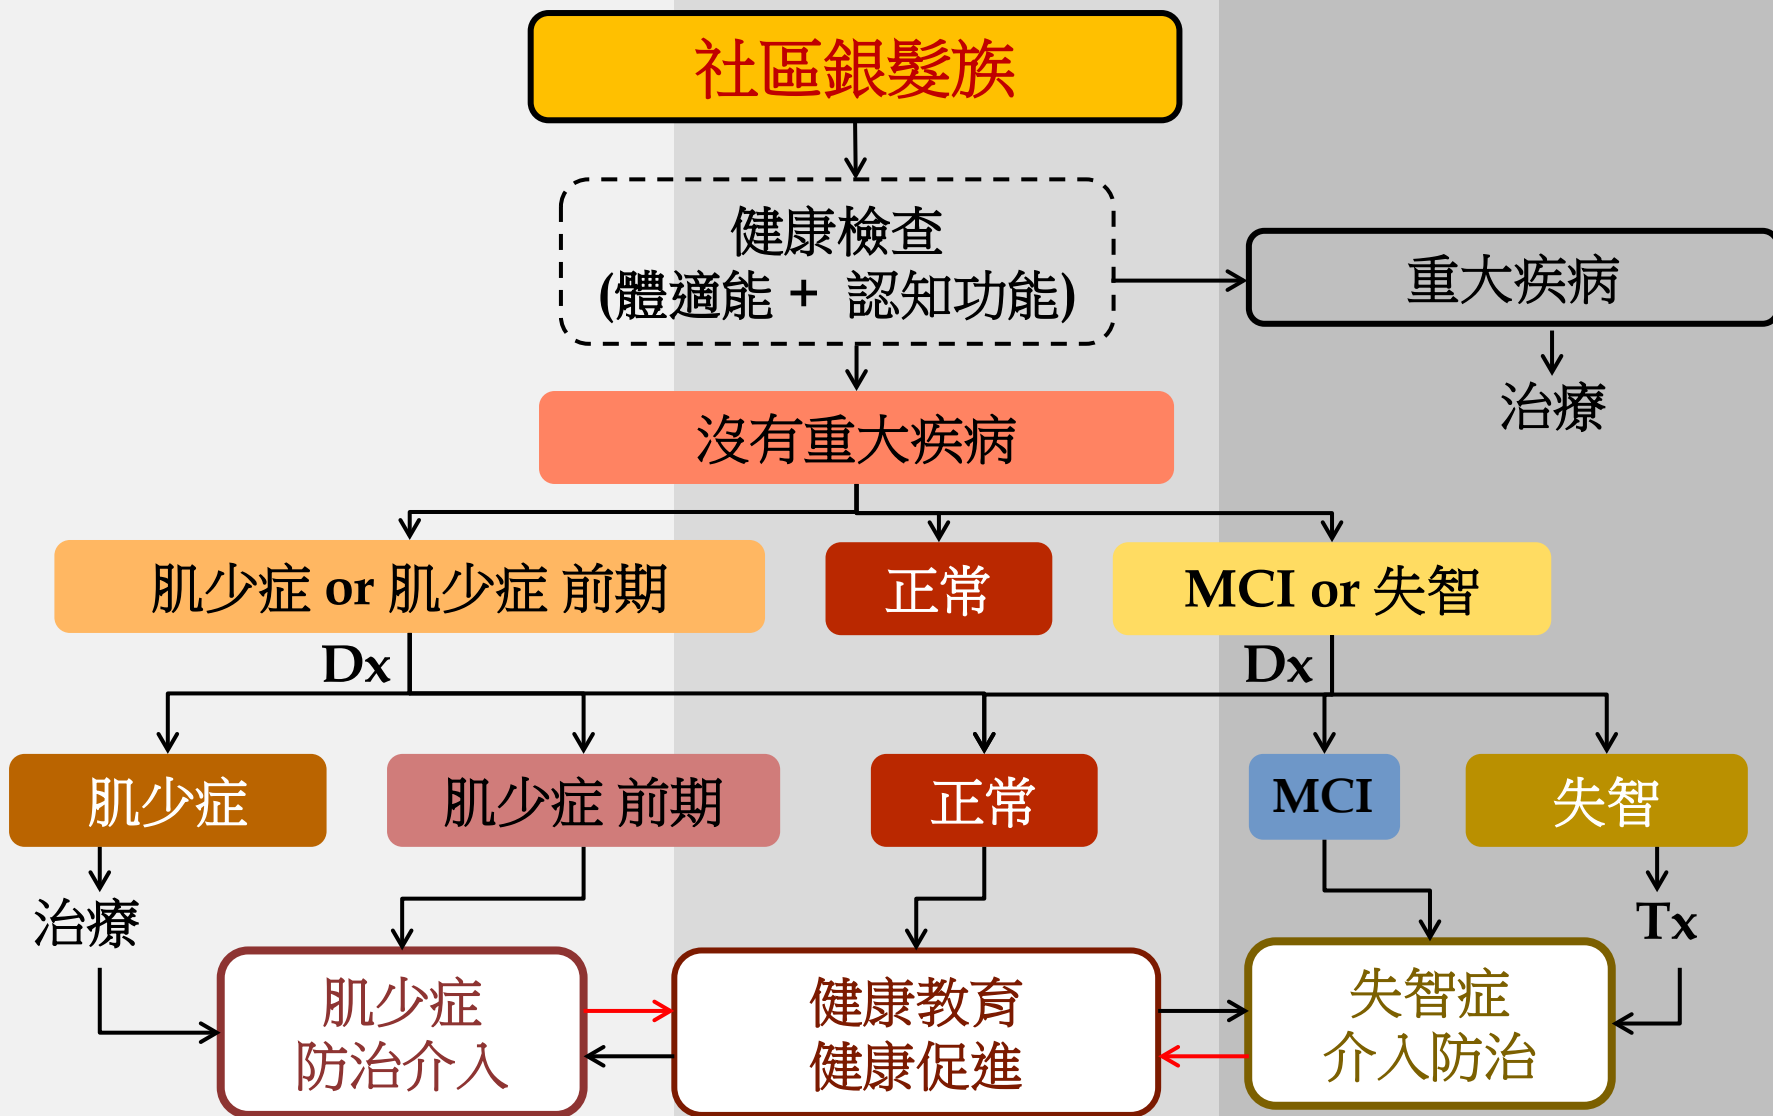 社區銀髮族
健康檢查
(體適能 + 認知功能)
重大疾病
治療
沒有重大疾病
肌少症 or 肌少症 前期
正常
MCI or 失智
Dx
Dx
肌少症
肌少症 前期
正常
MCI
失智
治療
Tx
肌少症
防治介入
健康教育
健康促進
失智症
介入防治